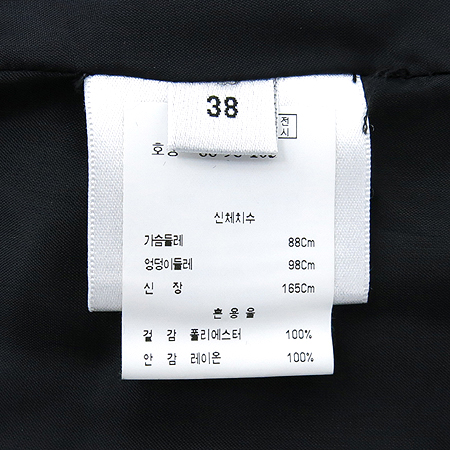 38
전
시
호칭
신체치수
가슴둘레 88Cm
엉덩이둘레 98Cm
신 장 165Cm
혼용율
겉 감 폴리에스터 100%
안 감 레이온 100%